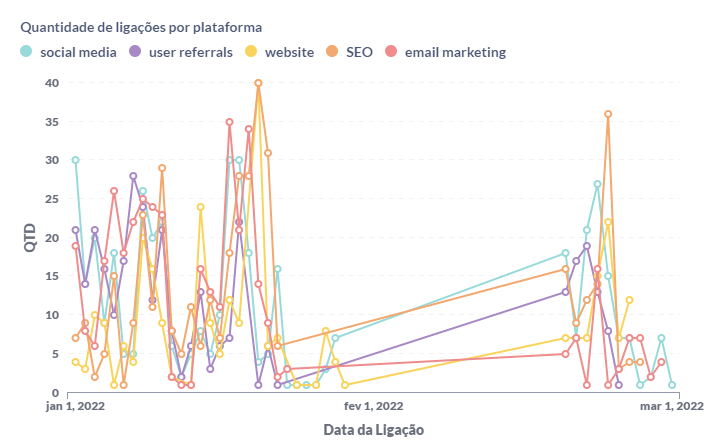 Quantidade de ligações por plataforma
social media user referrals website SEO email marketing
40
35
30
25
20
15
10
5
0
QTD
jan 1, 2022 fev 1, 2022 mar 1, 2022
Data da Ligação